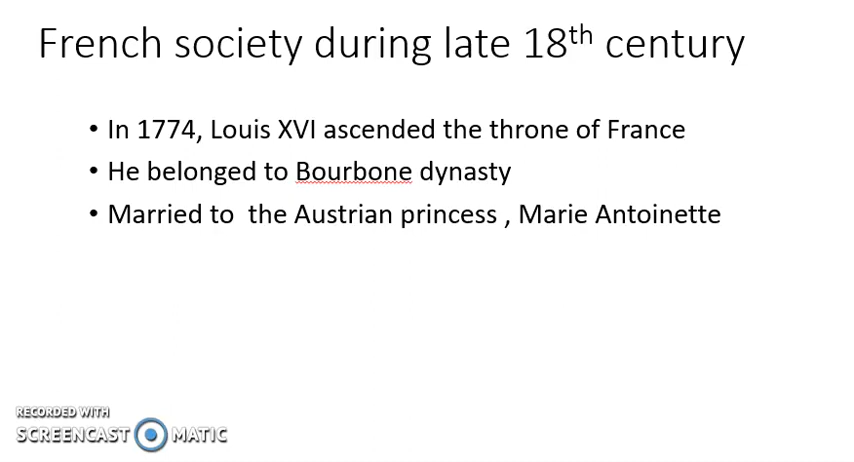 French society during late 18th century
• In 1774, Louis XVI ascended the throne of France
• He belonged to Bourbone dynasty
• Married to  the Austrian princess , Marie Antoinette
RECORDED WITH
SCREENCAST MATIC